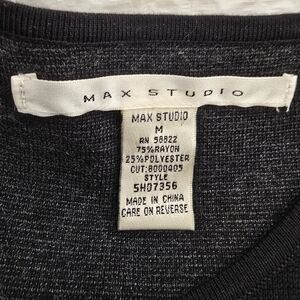 MAX STUDIO
MAX STUDIO
M
RN 58822
75%RAYON
25%POLYESTER
CUT:8000405
STYLE
5H07356
MADE IN CHINA
CARE ON REVERSE